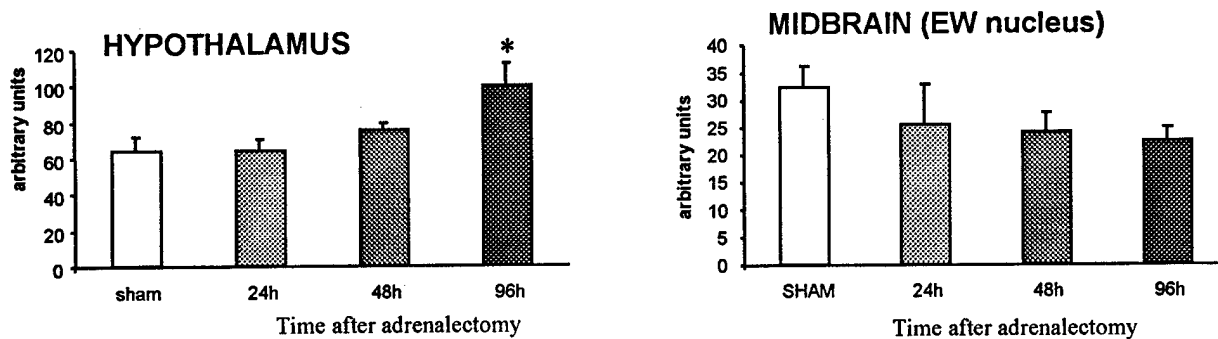 HYPOTHALAMUS
*
arbitrary units
120
100
80
60
40
20
0
sham 24h 48h 96h
Time after adrenalectomy
MIDBRAIN (EW nucleus)
arbitrary units
40
35
30
25
20
15
10
5
0
SHAM 24h 48h 96h
Time after adrenalectomy